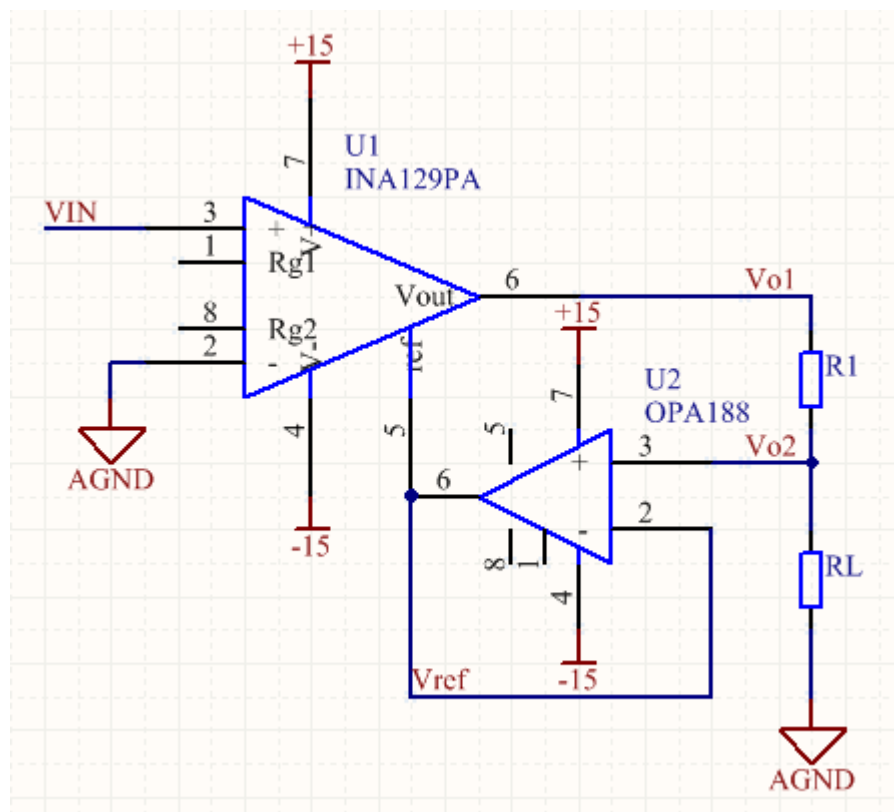 +15
7
U1
INA129PA
VIN
3
+
V+
1
Rg1
Vout
6
Vo1
8
Rg2
2
-
V-
ref
+15
R1
7
U2
OPA188
AGND
4
5
5
3
Vo2
+
6
2
-
-15
8
1
4
RL
Vref
-15
AGND